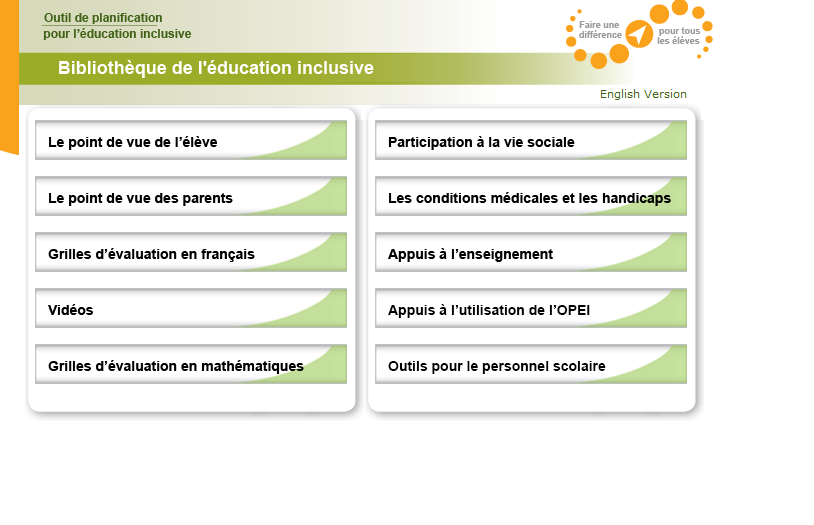 Outil de planification
pour l’éducation inclusive
Faire une
différence
pour tous
les élèves
Bibliothèque de l'éducation inclusive
English Version
Le point de vue de l’élève
Le point de vue des parents
Grilles d’évaluation en français
Vidéos
Grilles d’évaluation en mathématiques
Participation à la vie sociale
Les conditions médicales et les handicaps
Appuis à l’enseignement
Appuis à l’utilisation de l’OPEI
Outils pour le personnel scolaire